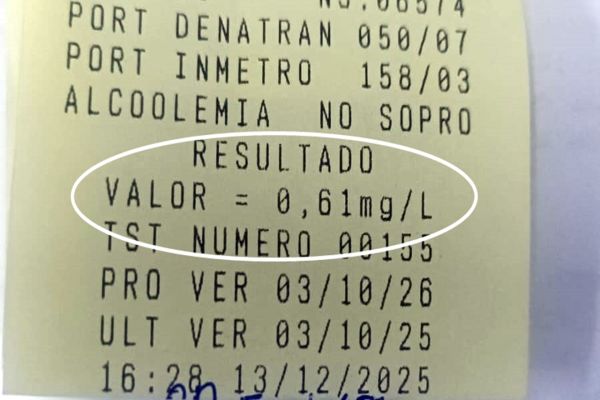 PORT DENATRAN 050/07
PORT INMETRO 158/03
ALCOOLEMIA NO SOPRO
RESULTADO
VALOR = 0,61mg/L
TST NUMERO 00155
PRO VER 03/10/26
ULT VER 03/10/25
16:28 13/12/2025